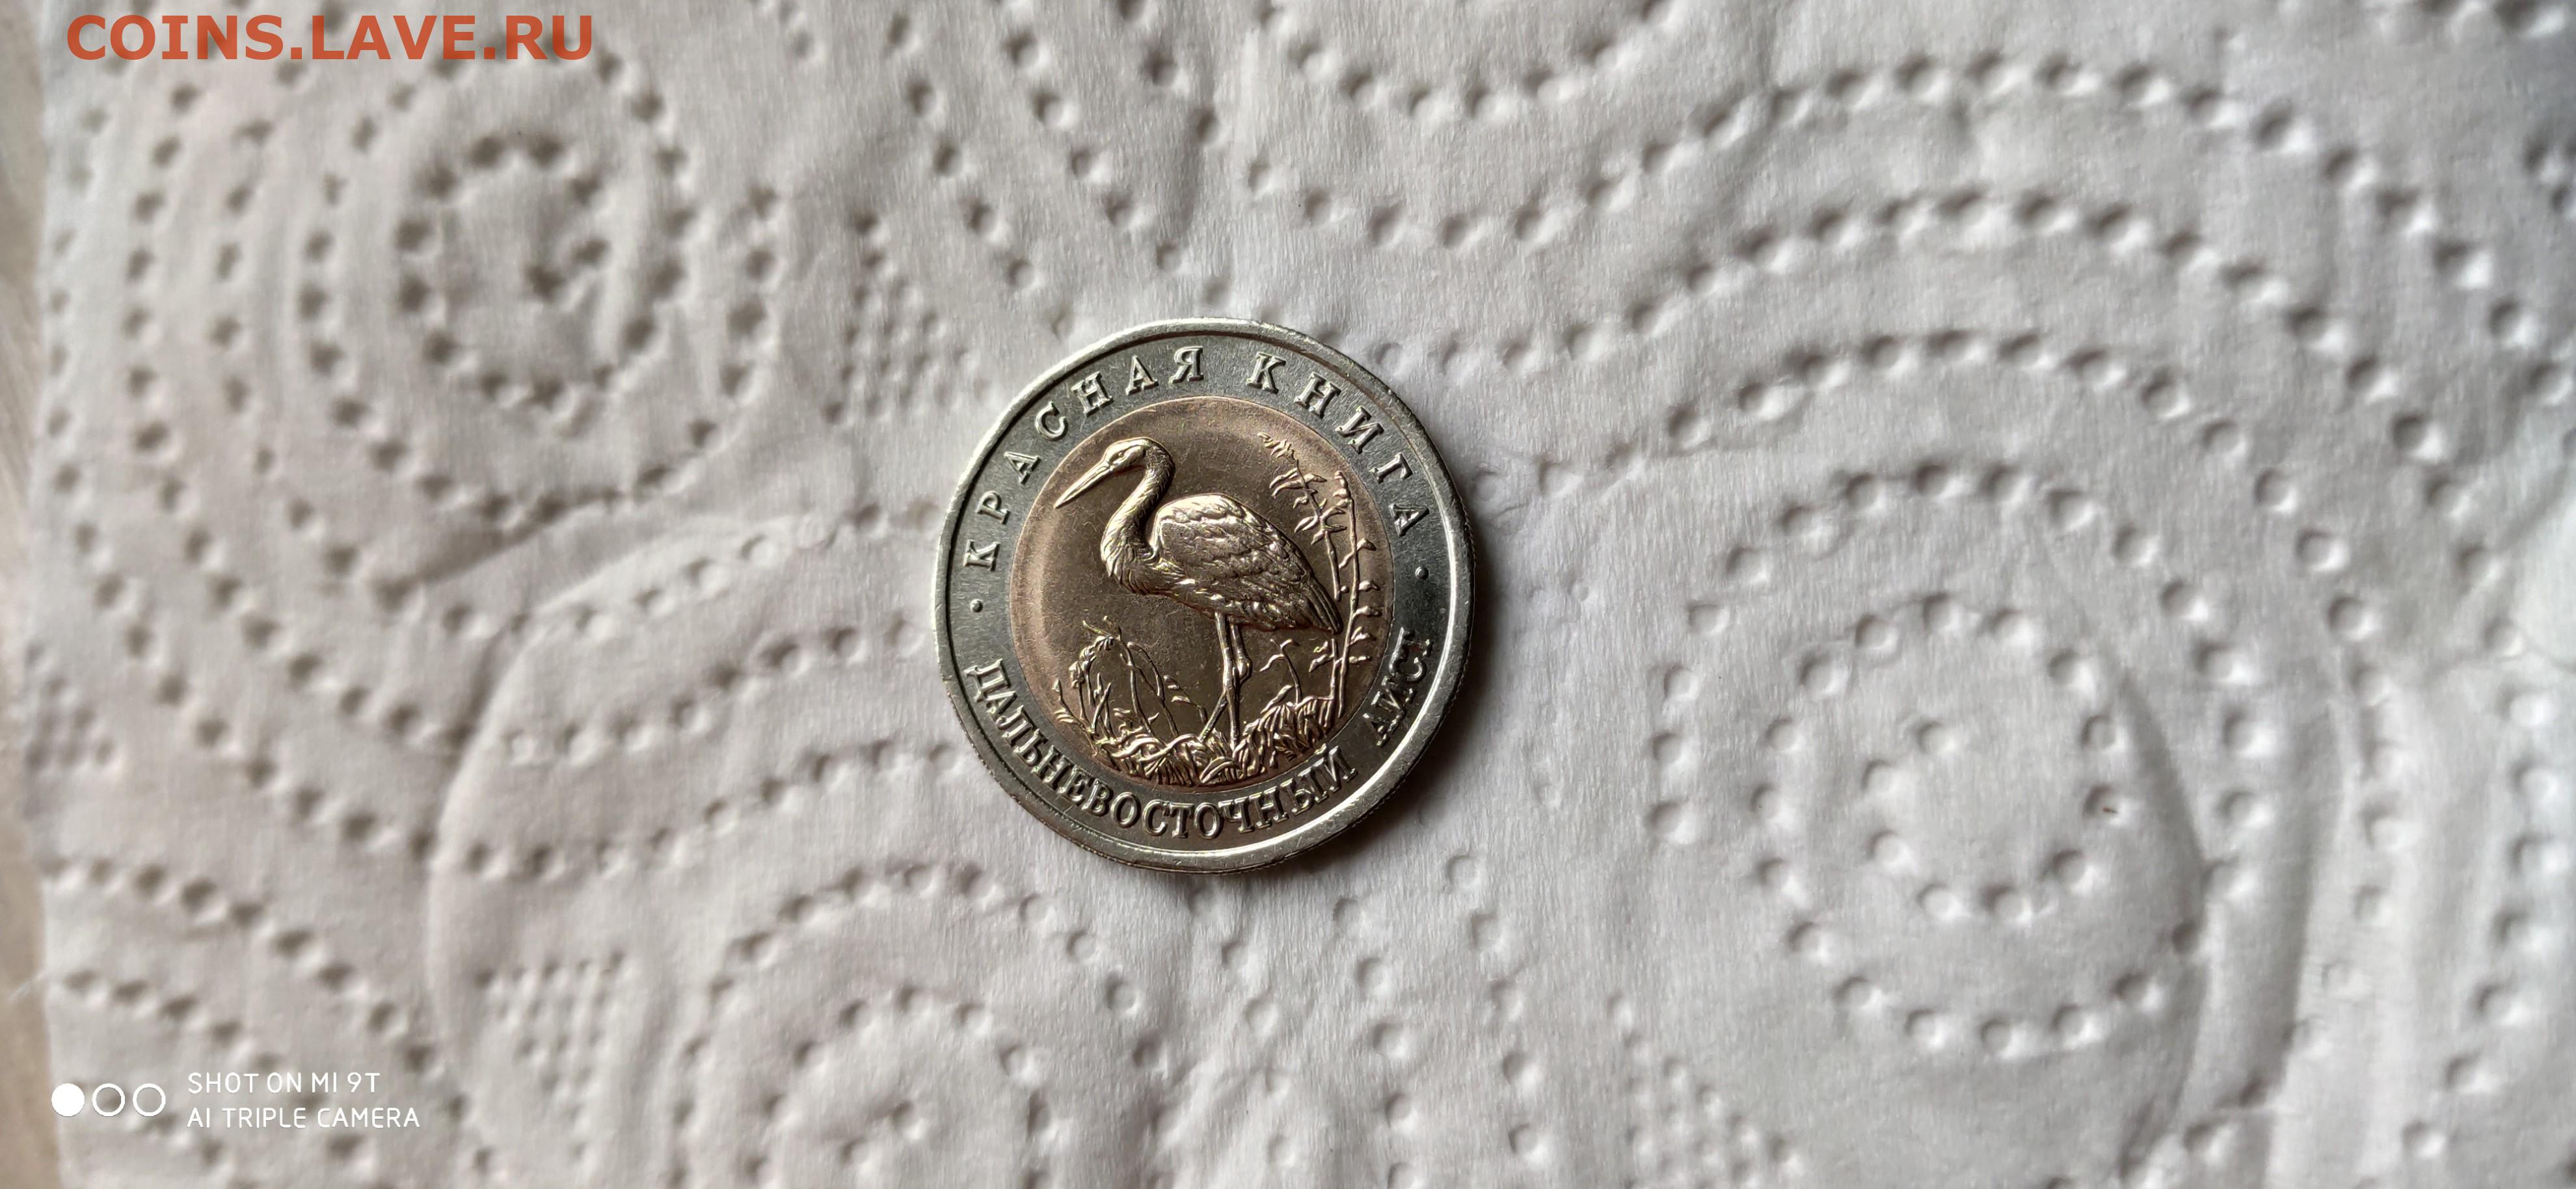 COINS.LAVE.RU
· КРАСНАЯ КНИГА ·
ДАЛЬНЕВОСТОЧНЫЙ АИСТ
SHOT ON MI 9T
AI TRIPLE CAMERA